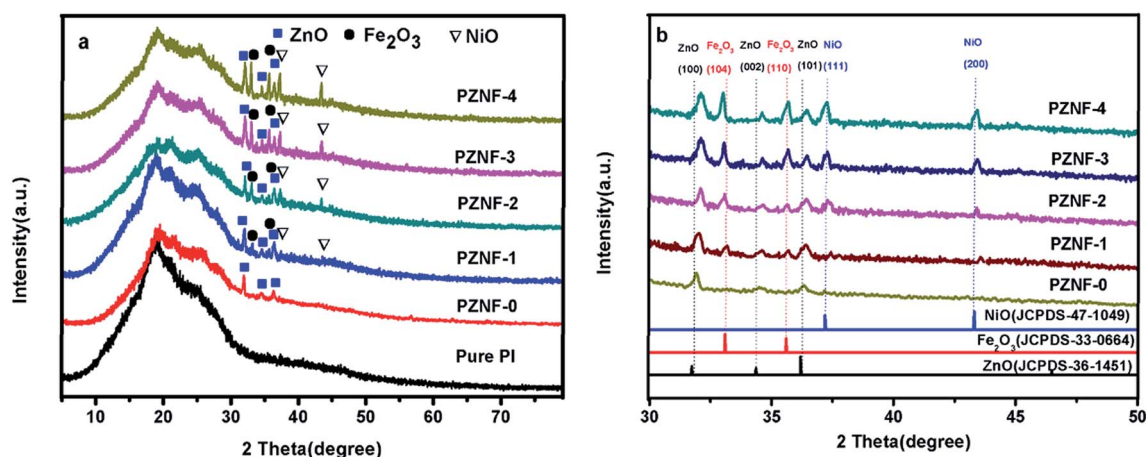 a
ZnO Fe₂O₃ NiO
PZNF-4
PZNF-3
PZNF-2
PZNF-1
PZNF-0
Pure PI
Intensity(a.u.)
10 20 30 40 50 60 70
2 Theta(degree)
b
ZnO Fe₂O₃ ZnO Fe₂O₃ ZnO NiO NiO
(100) (104) (002) (110) (101) (111) (200)
PZNF-4
PZNF-3
PZNF-2
PZNF-1
PZNF-0
NiO(JCPDS-47-1049)
Fe₂O₃(JCPDS-33-0664)
ZnO(JCPDS-36-1451)
Intensity(a.u.)
30 35 40 45 50
2 Theta(degree)